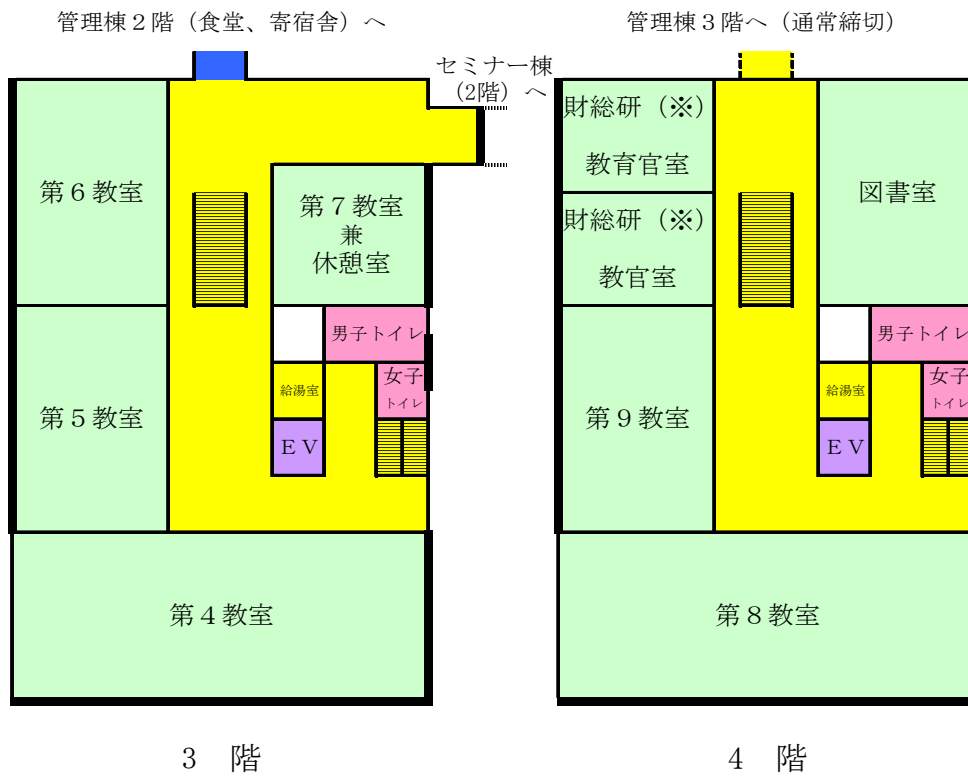 管理棟２階（食堂、寄宿舎）へ
セミナー棟
（2階）へ
第６教室
第７教室
兼
休憩室
男子トイレ
女子
トイレ
給湯室
ＥＶ
第５教室
第４教室
３　階
管理棟３階へ（通常締切）
財総研（※）
教育官室
財総研（※）
教官室
図書室
男子トイレ
女子
トイレ
給湯室
ＥＶ
第９教室
第８教室
４　階